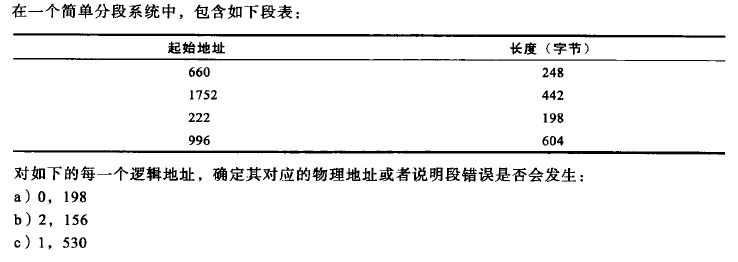 在一个简单分段系统中，包含如下段表：
起始地址 长度（字节）
660 248
1752 442
222 198
996 604
对如下的每一个逻辑地址，确定其对应的物理地址或者说明段错误是否会发生：
a）0，198
b）2，156
c）1，530